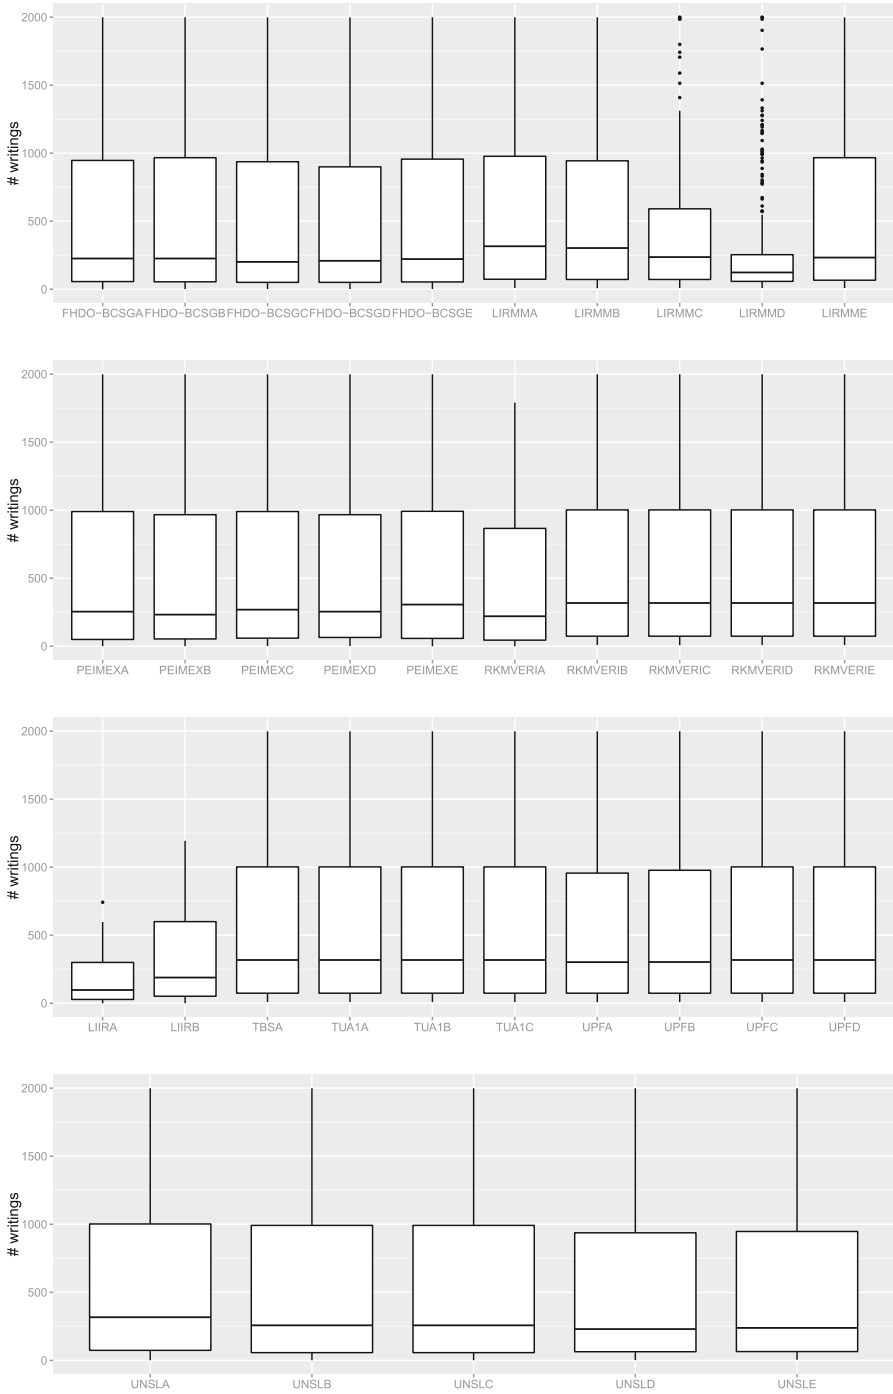 2000
1500
1000
500
0
# writings
FHDO−BCSGA FHDO−BCSGB FHDO−BCSGC FHDO−BCSGD FHDO−BCSGE LIRMMA LIRMMB LIRMMC LIRMMD LIRMME
2000
1500
1000
500
0
# writings
PEIMEXA PEIMEXB PEIMEXC PEIMEXD PEIMEXE RKMVERIA RKMVERIB RKMVERIC RKMVERID RKMVERIE
2000
1500
1000
500
0
# writings
LIIRA LIIRB TBSA TUA1A TUA1B TUA1C UPFA UPFB UPFC UPFD
2000
1500
1000
500
0
# writings
UNSLA UNSLB UNSLC UNSLD UNSLE